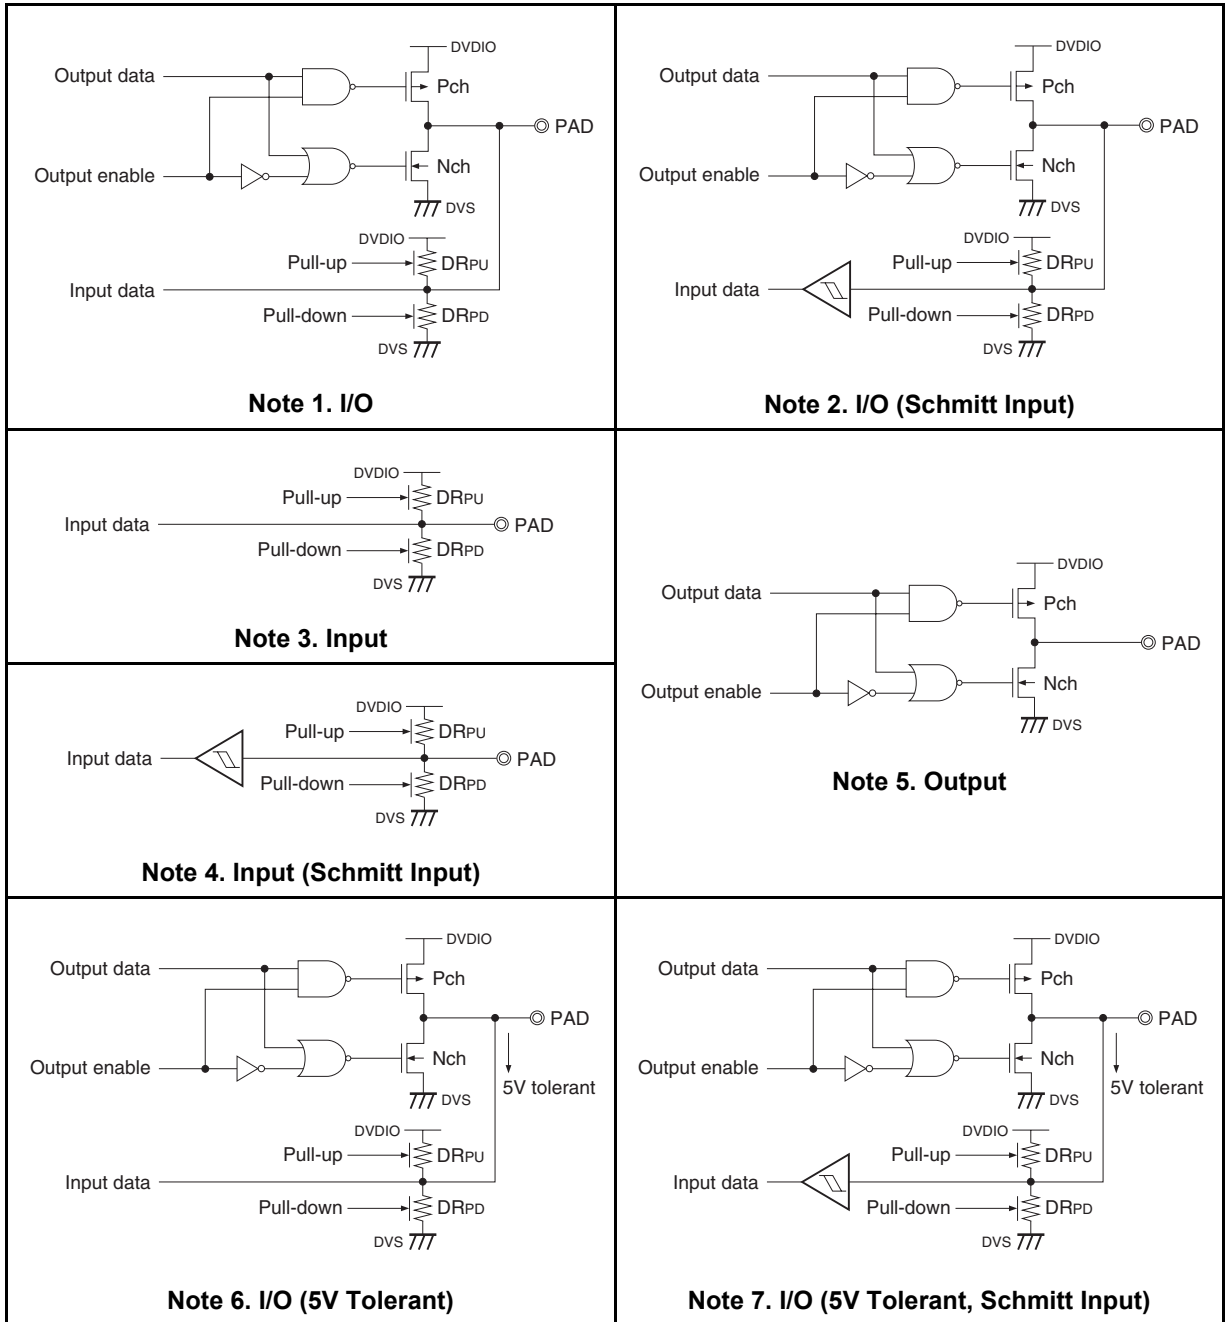 DVDIO
Output data
Pch
PAD
Output enable
Nch
DVS
DVDIO
Pull-up
DRPU
Input data
Pull-down
DRPD
DVS
Note 1. I/O
DVDIO
Output data
Pch
PAD
Output enable
Nch
DVS
DVDIO
Pull-up
DRPU
Input data
Pull-down
DRPD
DVS
Note 2. I/O (Schmitt Input)
DVDIO
Pull-up
DRPU
Input data
PAD
Pull-down
DRPD
DVS
Note 3. Input
DVDIO
Pull-up
DRPU
Input data
PAD
Pull-down
DRPD
DVS
Note 4. Input (Schmitt Input)
DVDIO
Output data
Pch
PAD
Output enable
Nch
DVS
Note 5. Output
DVDIO
Output data
Pch
PAD
Output enable
Nch
5V tolerant
DVS
DVDIO
Pull-up
DRPU
Input data
Pull-down
DRPD
DVS
Note 6. I/O (5V Tolerant)
DVDIO
Output data
Pch
PAD
Output enable
Nch
5V tolerant
DVS
DVDIO
Pull-up
DRPU
Input data
Pull-down
DRPD
DVS
Note 7. I/O (5V Tolerant, Schmitt Input)